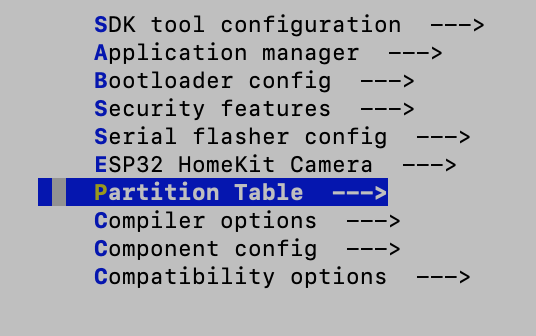 SDK tool configuration  --->
Application manager  --->
Bootloader config  --->
Security features  --->
Serial flasher config  --->
ESP32 HomeKit Camera  --->
Partition Table  --->
Compiler options  --->
Component config  --->
Compatibility options  --->